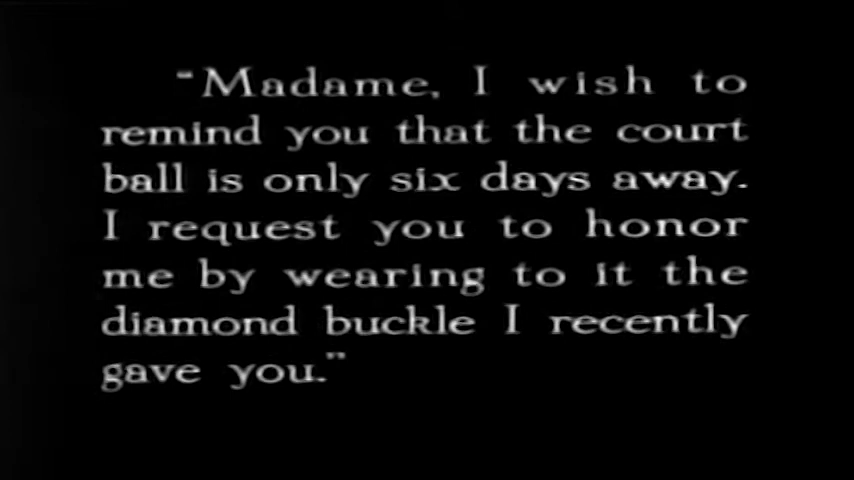 "Madame, I wish to
remind you that the court
ball is only six days away.
I request you to honor
me by wearing to it the
diamond buckle I recently
gave you."